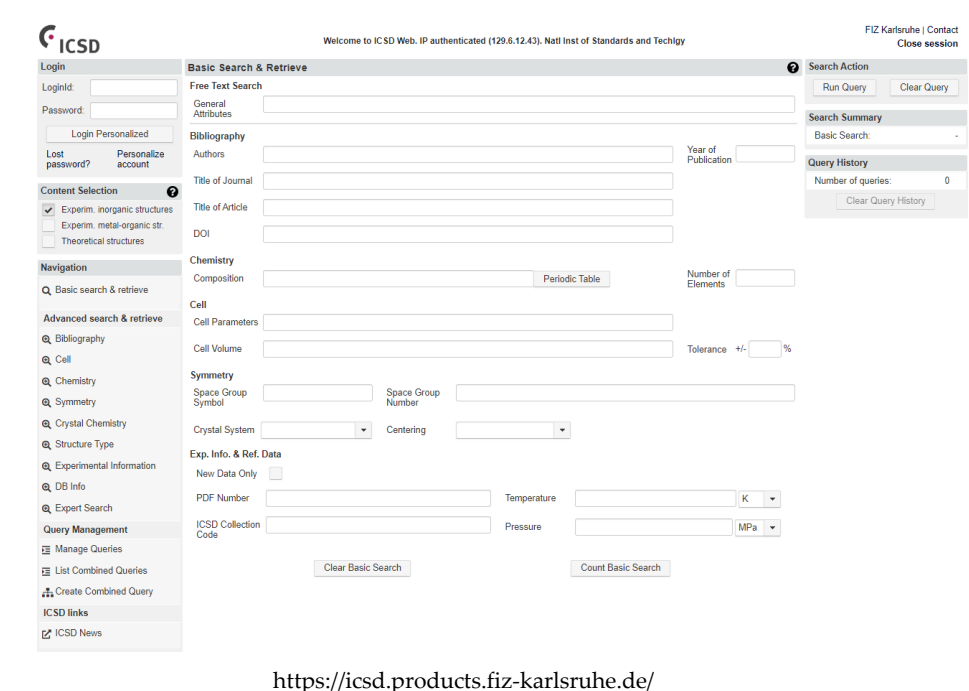 ICSD
Welcome to ICSD Web. IP authenticated (129.6.12.43). Natl Inst of Standards and Techlgy
FIZ Karlsruhe | Contact
Close session
Login
LoginId:
Password:
Login Personalized
Lost password?
Personalize account
Content Selection
Experim. inorganic structures
Experim. metal-organic str.
Theoretical structures
Navigation
Basic search & retrieve
Advanced search & retrieve
Bibliography
Cell
Chemistry
Symmetry
Crystal Chemistry
Structure Type
Experimental Information
DB Info
Expert Search
Query Management
Manage Queries
List Combined Queries
Create Combined Query
ICSD links
ICSD News
Basic Search & Retrieve
?
Free Text Search
General
Attributes
Bibliography
Authors
Year of
Publication
Title of Journal
Title of Article
DOI
Chemistry
Composition
Periodic Table
Number of
Elements
Cell
Cell Parameters
Cell Volume
Tolerance +/- %
Symmetry
Space Group
Symbol
Space Group
Number
Crystal System
Centering
Exp. Info. & Ref. Data
New Data Only
PDF Number
Temperature
K
ICSD Collection
Code
Pressure
MPa
Clear Basic Search
Count Basic Search
Search Action
Run Query
Clear Query
Search Summary
Basic Search: -
Query History
Number of queries: 0
Clear Query History
https://icsd.products.fiz-karlsruhe.de/